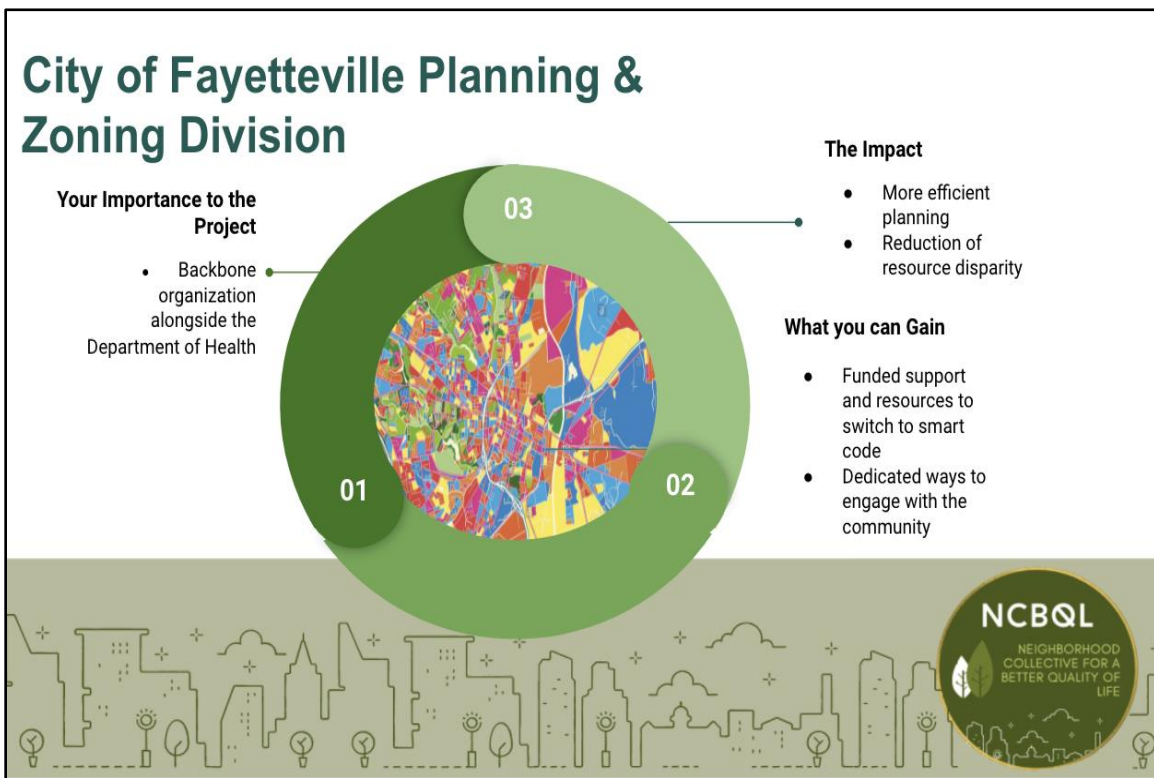 City of Fayetteville Planning &
Zoning Division
Your Importance to the
Project
• Backbone
organization
alongside the
Department of Health
01
02
03
The Impact
● More efficient
planning
● Reduction of
resource disparity
What you can Gain
● Funded support
and resources to
switch to smart
code
● Dedicated ways to
engage with the
community
NCBQL
NEIGHBORHOOD
COLLECTIVE FOR A
BETTER QUALITY OF
LIFE